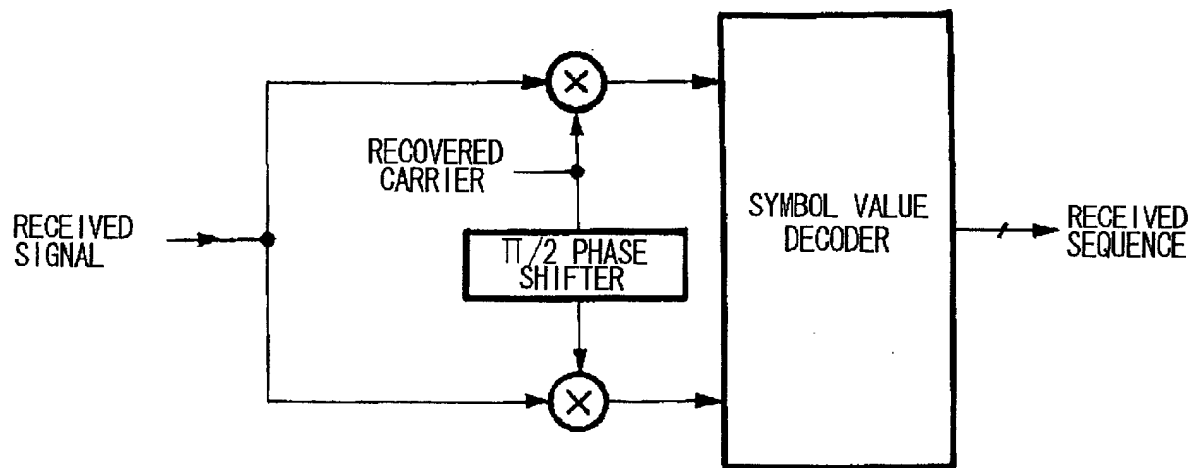 RECOVERED
CARRIER
RECEIVED
SIGNAL
Π/2 PHASE
SHIFTER
SYMBOL VALUE
DECODER
RECEIVED
SEQUENCE